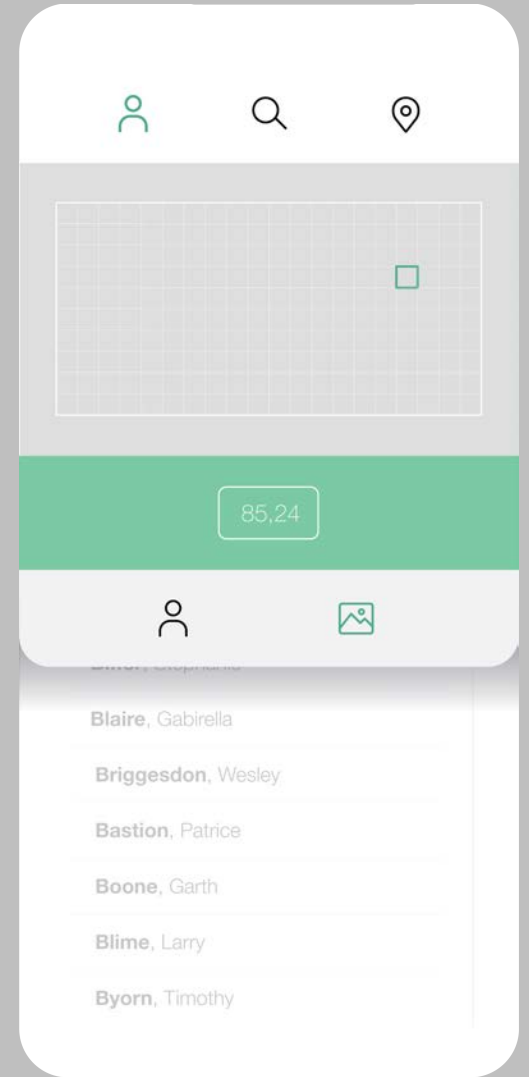 85,24
Blaire, Gabirella
Briggesdon, Wesley
Bastion, Patrice
Boone, Garth
Blime, Larry
Byorn, Timothy